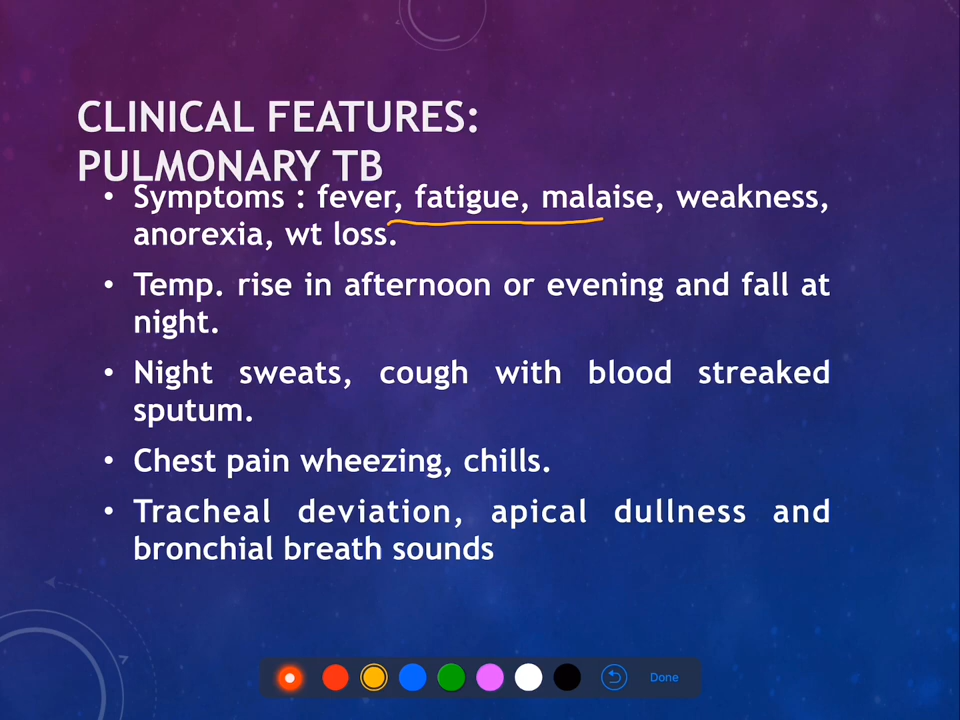 CLINICAL FEATURES:
PULMONARY TB
• Symptoms : fever, fatigue, malaise, weakness,
anorexia, wt loss.
• Temp. rise in afternoon or evening and fall at
night.
• Night sweats, cough with blood streaked
sputum.
• Chest pain wheezing, chills.
• Tracheal deviation, apical dullness and
bronchial breath sounds
Done